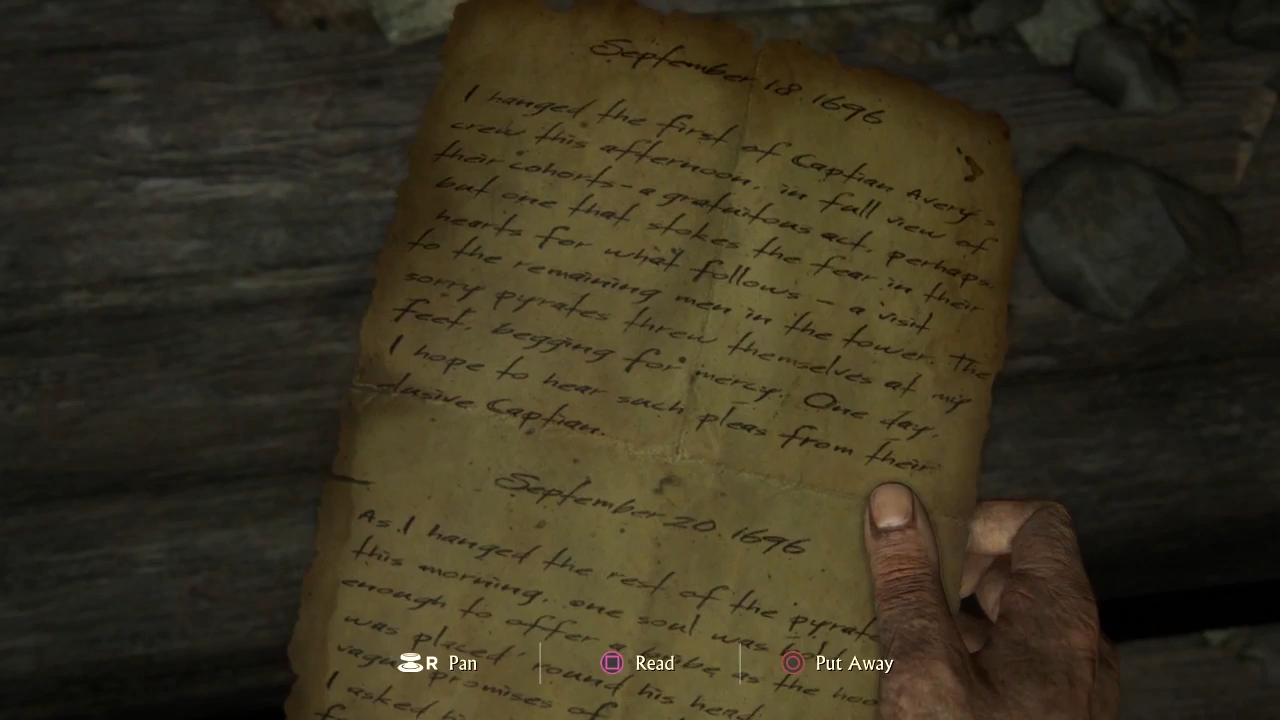 September 18, 1696
I hanged the first of Captian Avery's
crew this afternoon, in full view of
their cohorts - a gratuitous act, perhaps,
but one that stokes the fear in their
hearts for what follows - a visit
to the remaining men in the tower. The
sorry pyrates threw themselves at my
feet, begging for mercy. One day,
I hope to hear such pleas from their
elusive Captian.
September 20, 1696
As I hanged the rest of the pyrate
this morning, one soul was
enough to offer a as the noo
was placed 'round his head.
vague promises of
I asked
R Pan
Read
Put Away